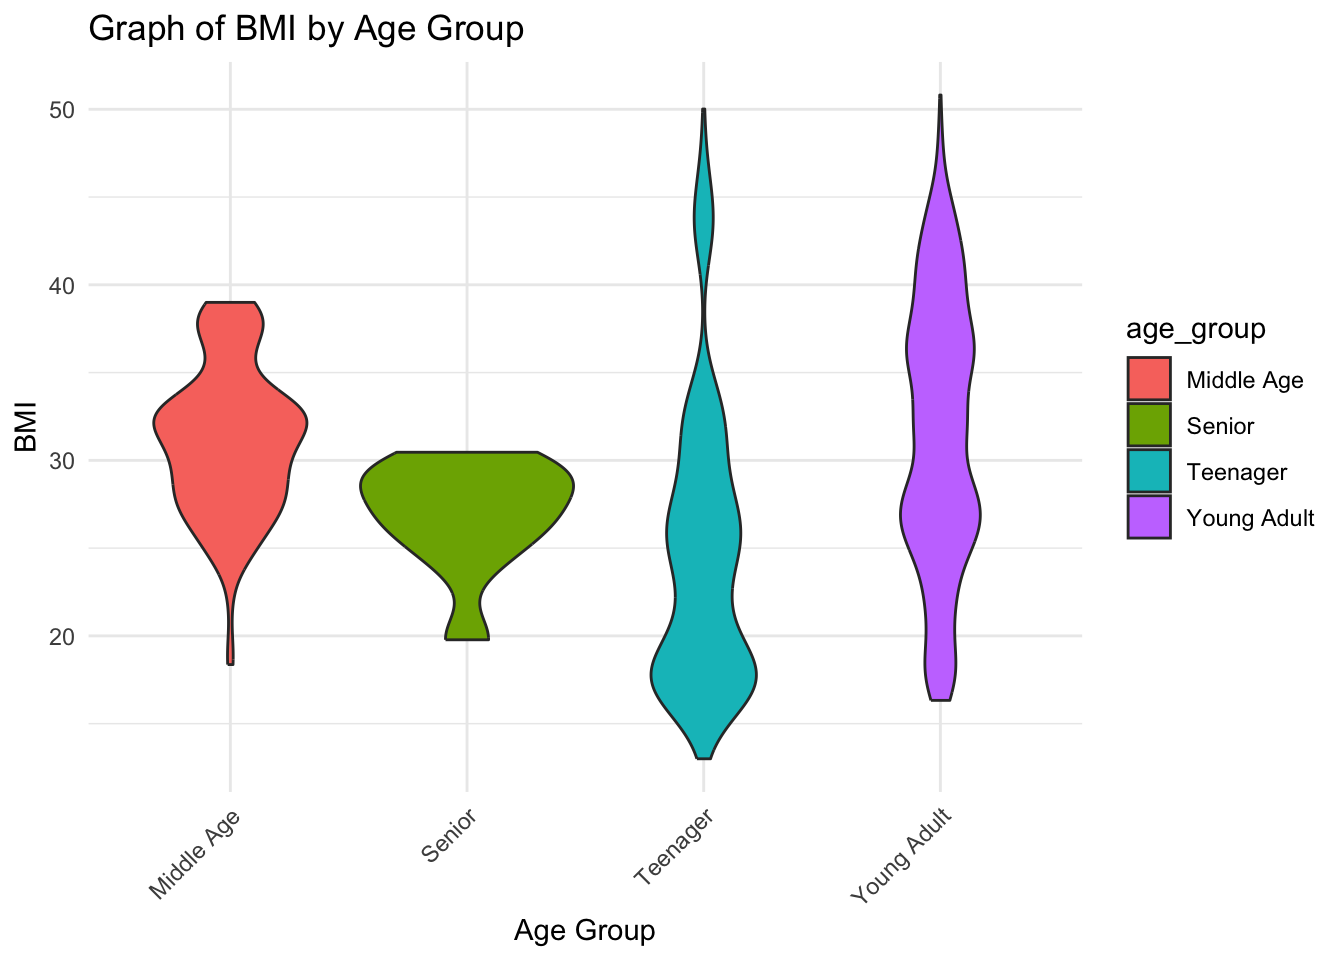 Graph of BMI by Age Group
50
40
30
20
BMI
Middle Age
Senior
Teenager
Young Adult
Age Group
age_group
Middle Age
Senior
Teenager
Young Adult